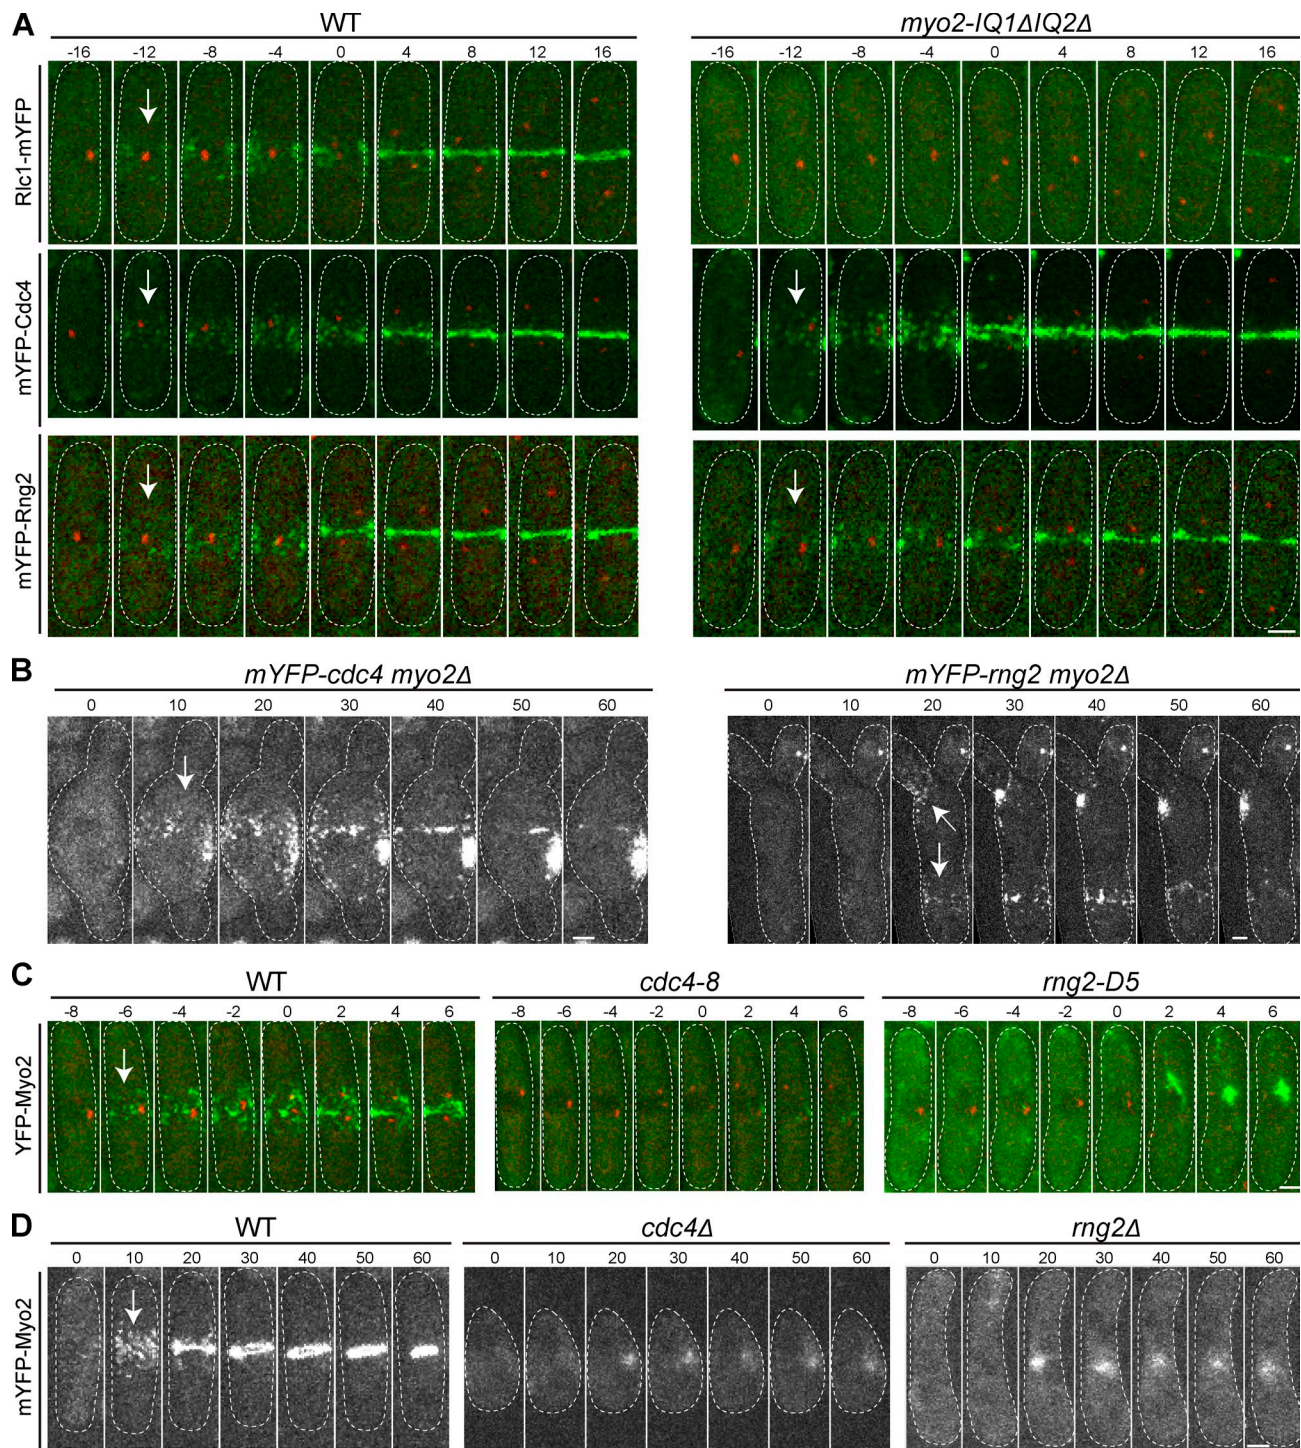 A
WT
myo2-IQ1ΔIQ2Δ
-16 -12 -8 -4 0 4 8 12 16
-16 -12 -8 -4 0 4 8 12 16
Rlc1-mYFP
mYFP-Cdc4
mYFP-Rng2
B
mYFP-cdc4 myo2Δ
mYFP-rng2 myo2Δ
0 10 20 30 40 50 60
0 10 20 30 40 50 60
C
WT
cdc4-8
rng2-D5
-8 -6 -4 -2 0 2 4 6
-8 -6 -4 -2 0 2 4 6
-8 -6 -4 -2 0 2 4 6
YFP-Myo2
D
WT
cdc4Δ
rng2Δ
0 10 20 30 40 50 60
0 10 20 30 40 50 60
0 10 20 30 40 50 60
mYFP-Myo2